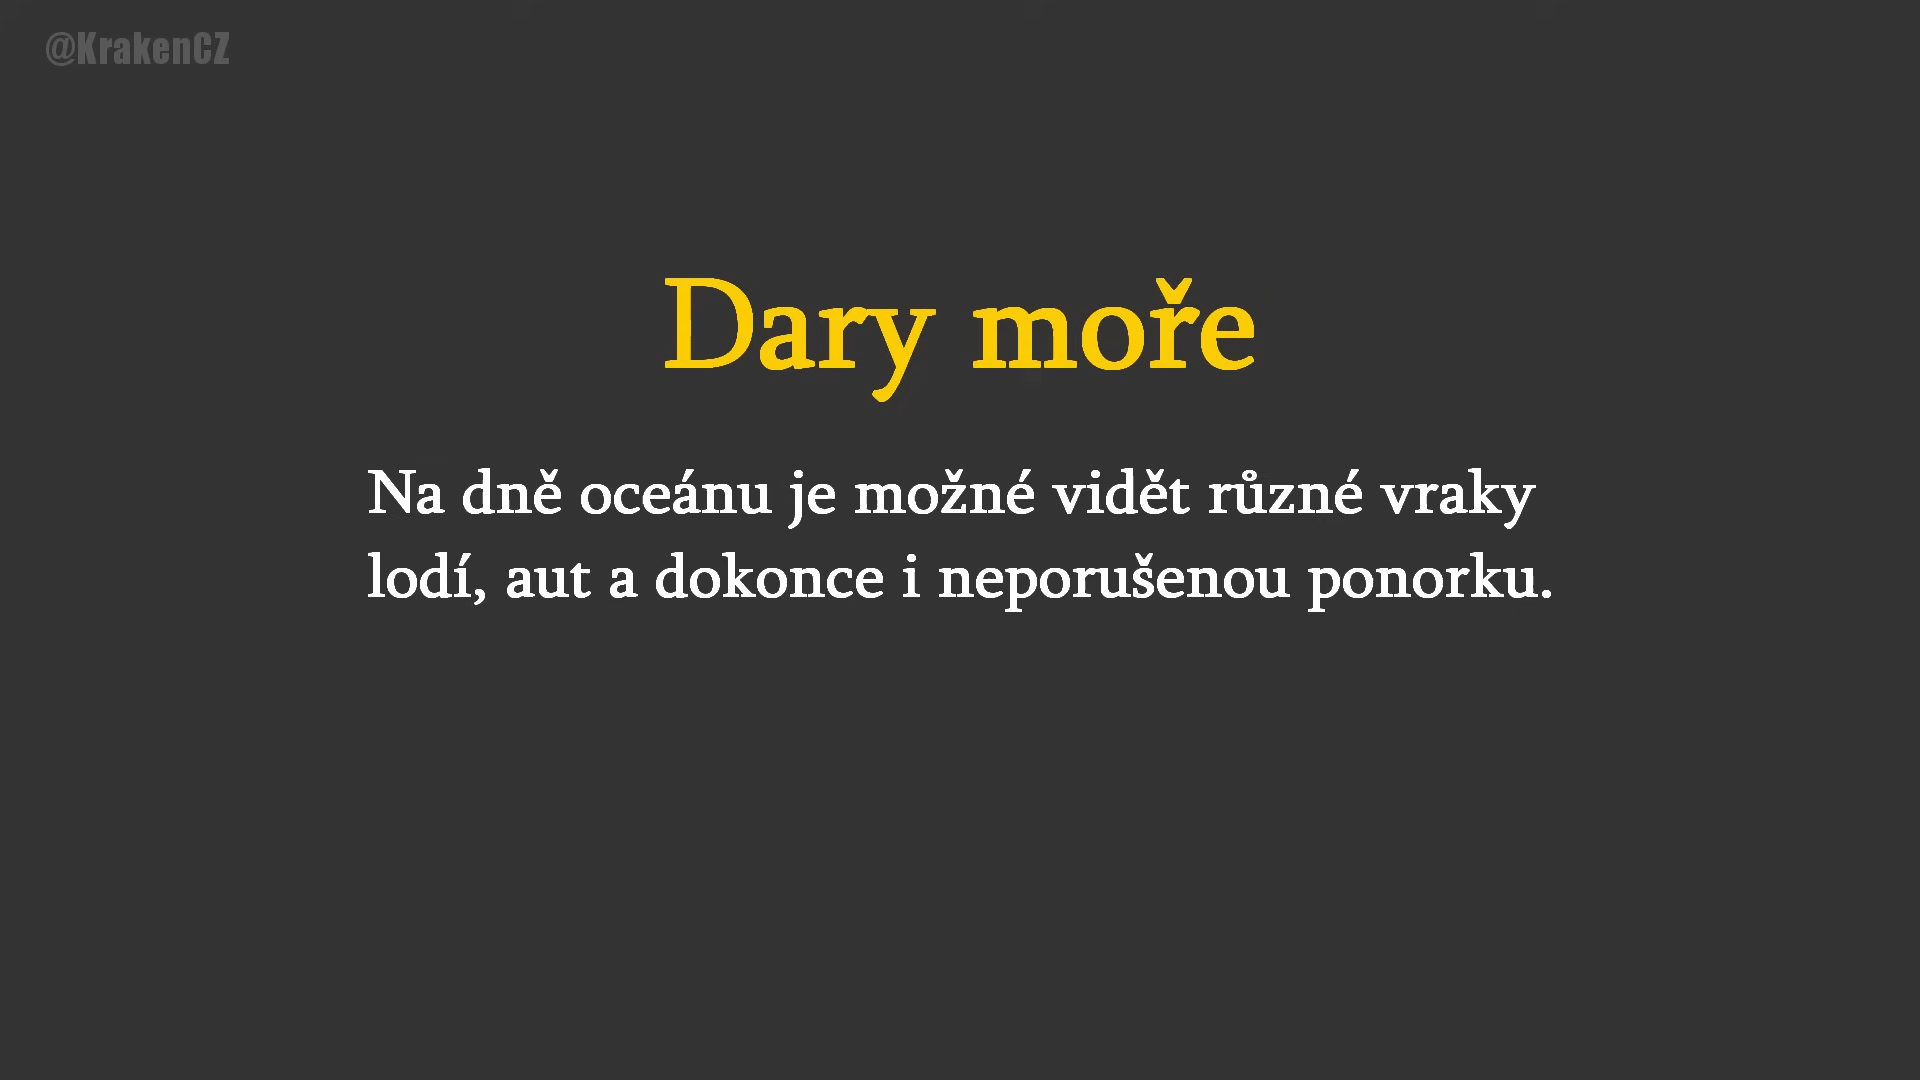 @KrakenCZ
Dary moře
Na dně oceánu je možné vidět různé vraky
lodí, aut a dokonce i neporušenou ponorku.